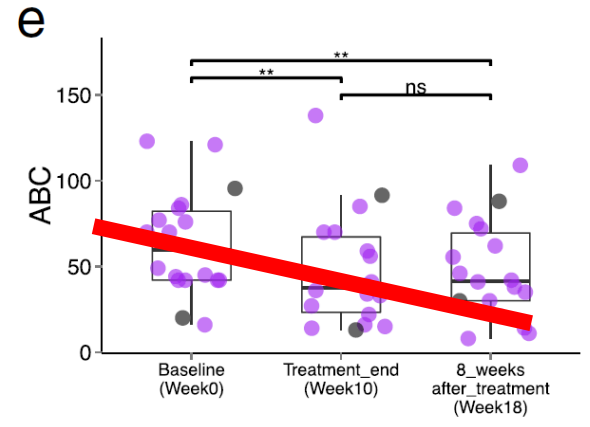 e
**
**
ns
ABC
150
100
50
0
Baseline
(Week0)
Treatment_end
(Week10)
8_weeks
after_treatment
(Week18)